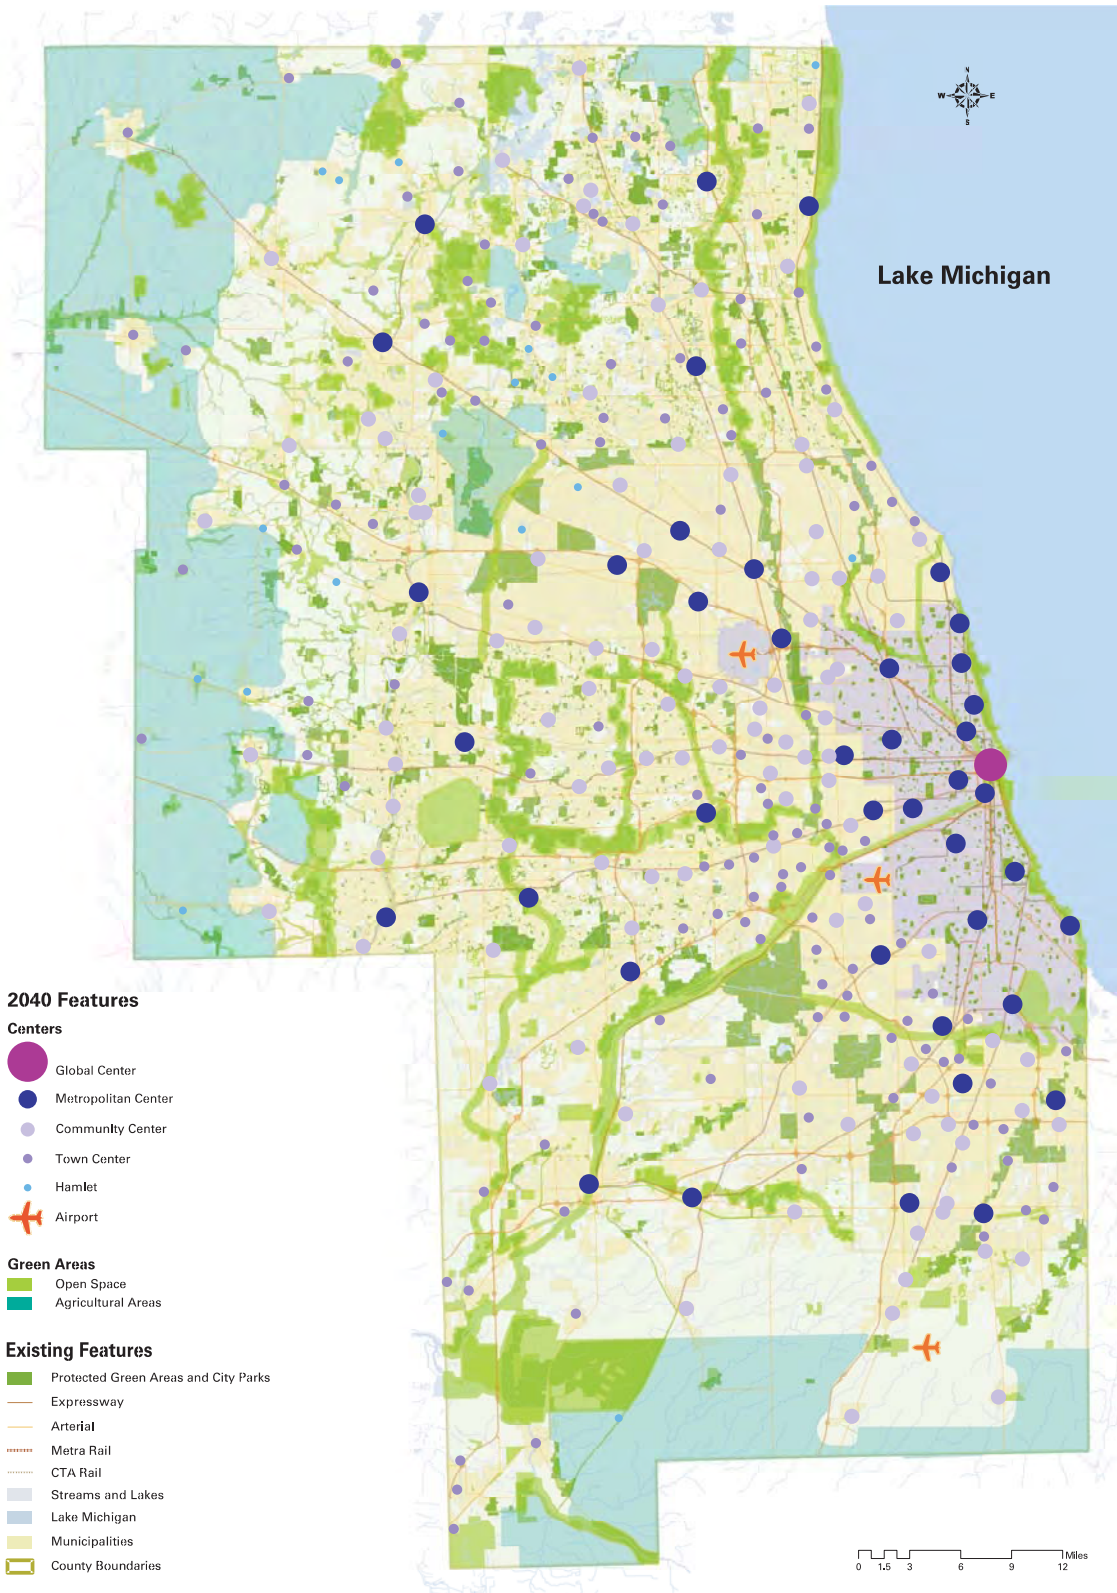 N
W E
S
Lake Michigan
2040 Features
Centers
Global Center
Metropolitan Center
Community Center
Town Center
Hamlet
Airport
Green Areas
Open Space
Agricultural Areas
Existing Features
Protected Green Areas and City Parks
Expressway
Arterial
Metra Rail
CTA Rail
Streams and Lakes
Lake Michigan
Municipalities
County Boundaries
Miles
0 1.5 3 6 9 12